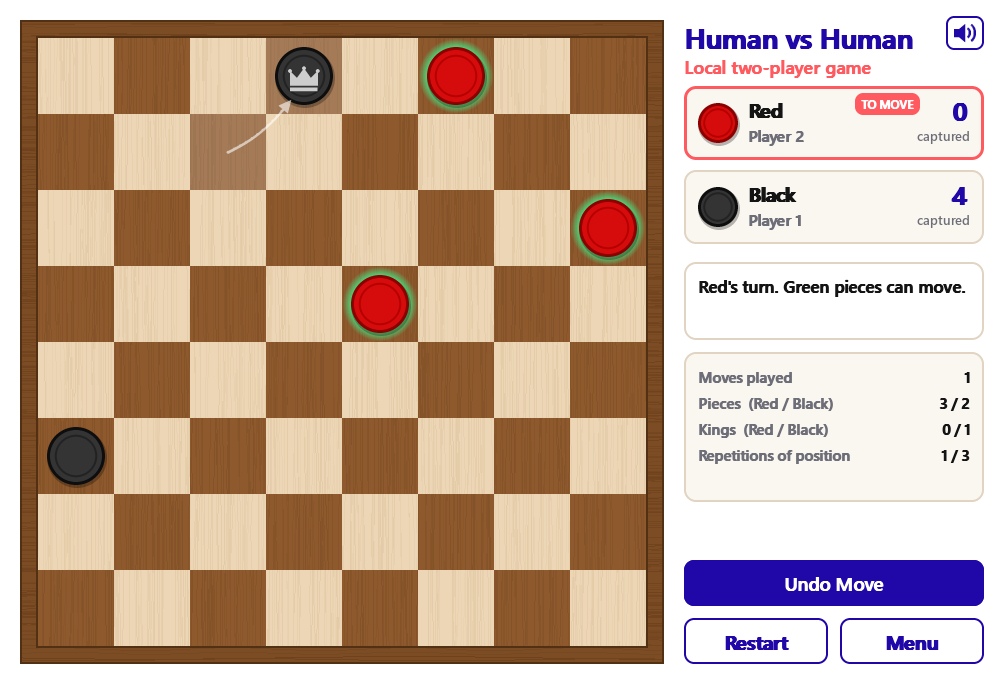 Human vs Human
Local two-player game
Red
TO MOVE
0
Player 2
captured
Black
4
Player 1
captured
Red's turn. Green pieces can move.
Moves played 1
Pieces (Red / Black) 3 / 2
Kings (Red / Black) 0 / 1
Repetitions of position 1 / 3
Undo Move
Restart
Menu